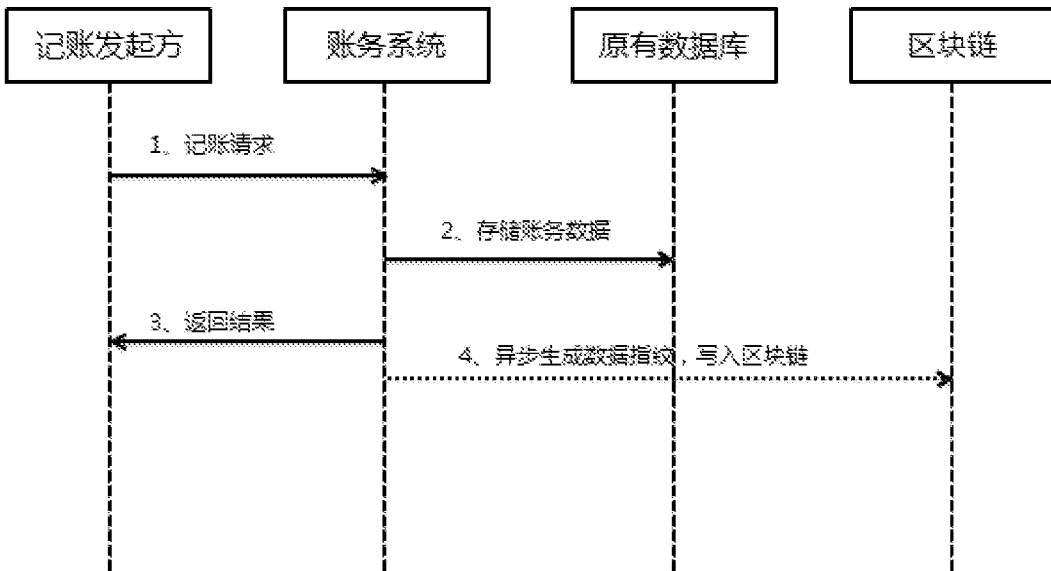 记账发起方
账务系统
原有数据库
区块链
1、记账请求
2、存储账务数据
3、返回结果
4、异步生成数据指纹，写入区块链